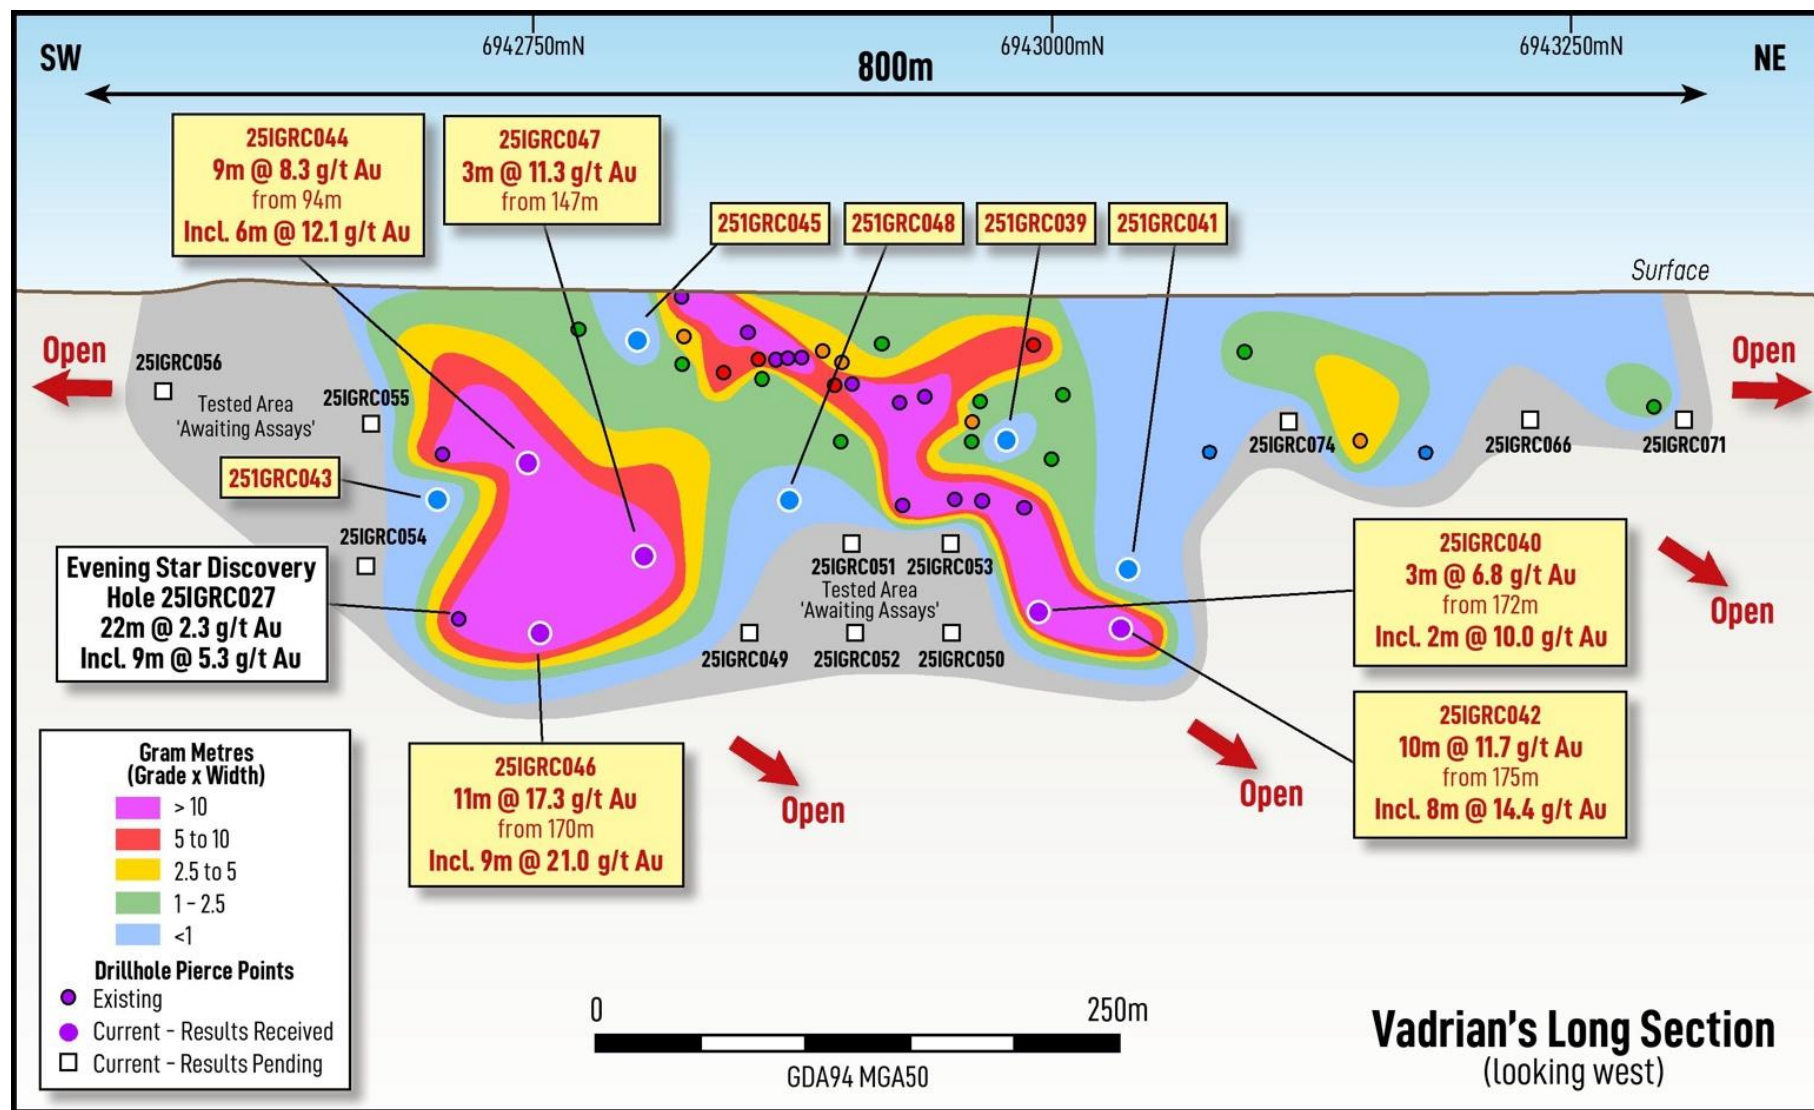 SW
6942750mN
6943000mN
6943250mN
NE
800m
25IGRC044
9m @ 8.3 g/t Au
from 94m
Incl. 6m @ 12.1 g/t Au
25IGRC047
3m @ 11.3 g/t Au
from 147m
251GRC045
251GRC048
251GRC039
251GRC041
Surface
Open
25IGRC056
Tested Area
'Awaiting Assays'
25IGRC055
251GRC043
25IGRC054
Evening Star Discovery
Hole 25IGRC027
22m @ 2.3 g/t Au
Incl. 9m @ 5.3 g/t Au
25IGRC051
25IGRC053
Tested Area
'Awaiting Assays'
25IGRC049
25IGRC052
25IGRC050
25IGRC074
25IGRC066
25IGRC071
Open
Open
25IGRC040
3m @ 6.8 g/t Au
from 172m
Incl. 2m @ 10.0 g/t Au
25IGRC042
10m @ 11.7 g/t Au
from 175m
Incl. 8m @ 14.4 g/t Au
25IGRC046
11m @ 17.3 g/t Au
from 170m
Incl. 9m @ 21.0 g/t Au
Open
Open
Gram Metres
(Grade x Width)
> 10
5 to 10
2.5 to 5
1 – 2.5
<1
Drillhole Pierce Points
Existing
Current - Results Received
Current - Results Pending
0
250m
GDA94 MGA50
Vadrian's Long Section
(looking west)